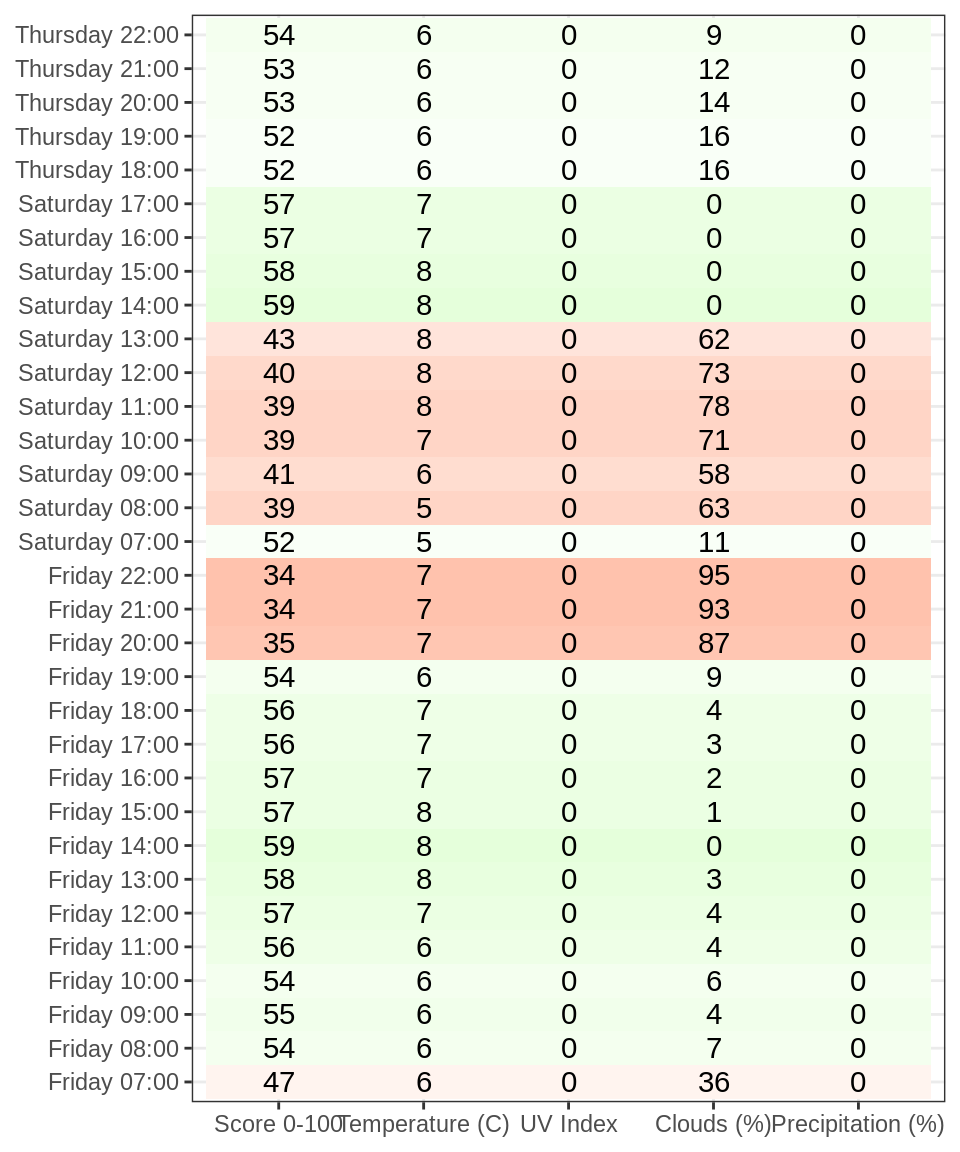 Thursday 22:00 54 6 0 9 0
Thursday 21:00 53 6 0 12 0
Thursday 20:00 53 6 0 14 0
Thursday 19:00 52 6 0 16 0
Thursday 18:00 52 6 0 16 0
Saturday 17:00 57 7 0 0 0
Saturday 16:00 57 7 0 0 0
Saturday 15:00 58 8 0 0 0
Saturday 14:00 59 8 0 0 0
Saturday 13:00 43 8 0 62 0
Saturday 12:00 40 8 0 73 0
Saturday 11:00 39 8 0 78 0
Saturday 10:00 39 7 0 71 0
Saturday 09:00 41 6 0 58 0
Saturday 08:00 39 5 0 63 0
Saturday 07:00 52 5 0 11 0
Friday 22:00 34 7 0 95 0
Friday 21:00 34 7 0 93 0
Friday 20:00 35 7 0 87 0
Friday 19:00 54 6 0 9 0
Friday 18:00 56 7 0 4 0
Friday 17:00 56 7 0 3 0
Friday 16:00 57 7 0 2 0
Friday 15:00 57 8 0 1 0
Friday 14:00 59 8 0 0 0
Friday 13:00 58 8 0 3 0
Friday 12:00 57 7 0 4 0
Friday 11:00 56 6 0 4 0
Friday 10:00 54 6 0 6 0
Friday 09:00 55 6 0 4 0
Friday 08:00 54 6 0 7 0
Friday 07:00 47 6 0 36 0
Score 0-100 Temperature (C) UV Index Clouds (%) Precipitation (%)